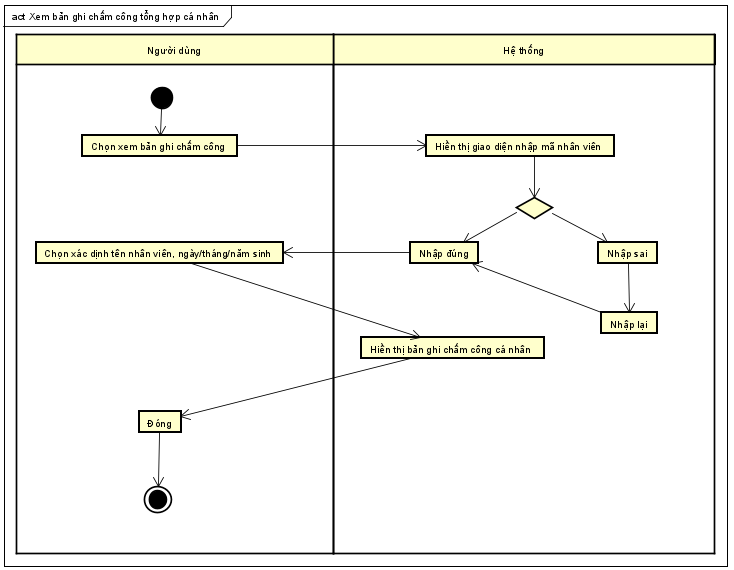 act Xem bản ghi chấm công tổng hợp cá nhân
Người dùng
Hệ thống
Chọn xem bản ghi chấm công
Hiển thị giao diện nhập mã nhân viên
Chọn xác dịnh tên nhân viên, ngày/tháng/năm sinh
Nhập đúng
Nhập sai
Nhập lại
Hiển thị bản ghi chấm công cá nhân
Đóng